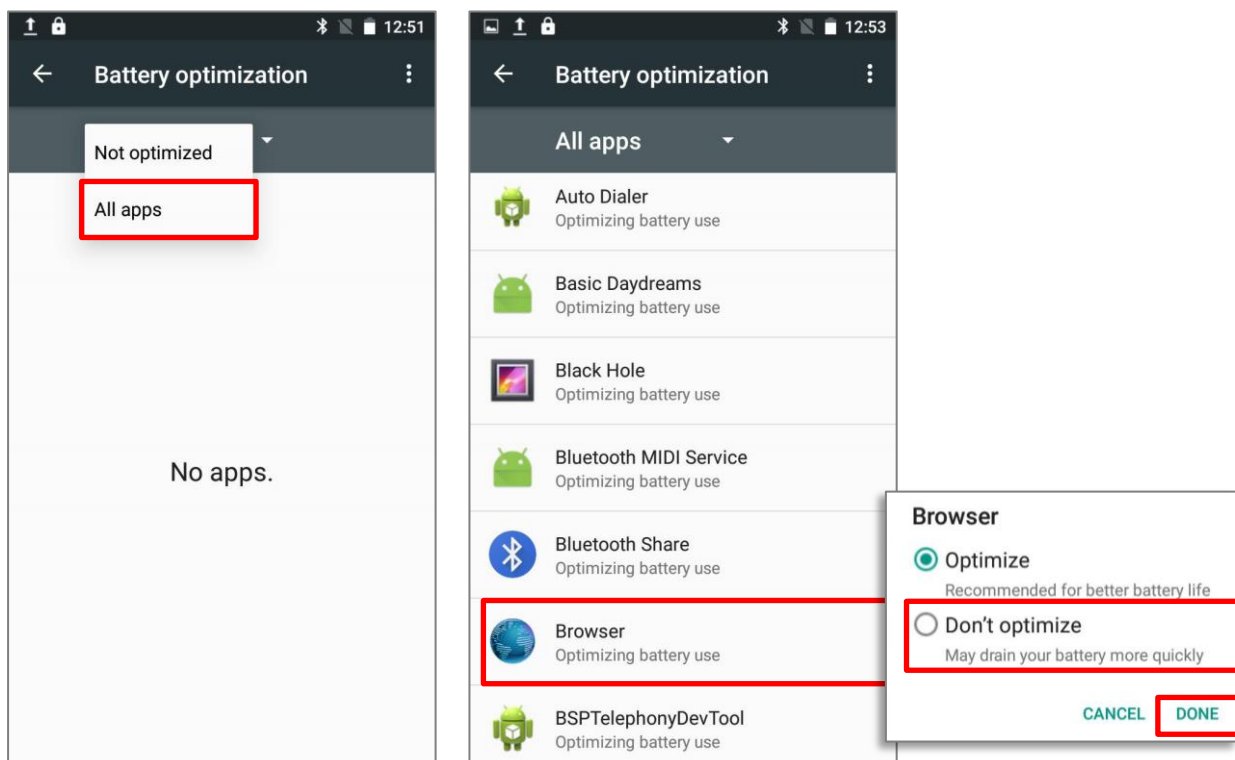 12:51
Battery optimization
Not optimized
All apps
No apps.
12:53
Battery optimization
All apps
Auto Dialer
Optimizing battery use
Basic Daydreams
Optimizing battery use
Black Hole
Optimizing battery use
Bluetooth MIDI Service
Optimizing battery use
Bluetooth Share
Optimizing battery use
Browser
Optimizing battery use
BSPTelephonyDevTool
Optimizing battery use
Browser
Optimize
Recommended for better battery life
Don't optimize
May drain your battery more quickly
CANCEL DONE